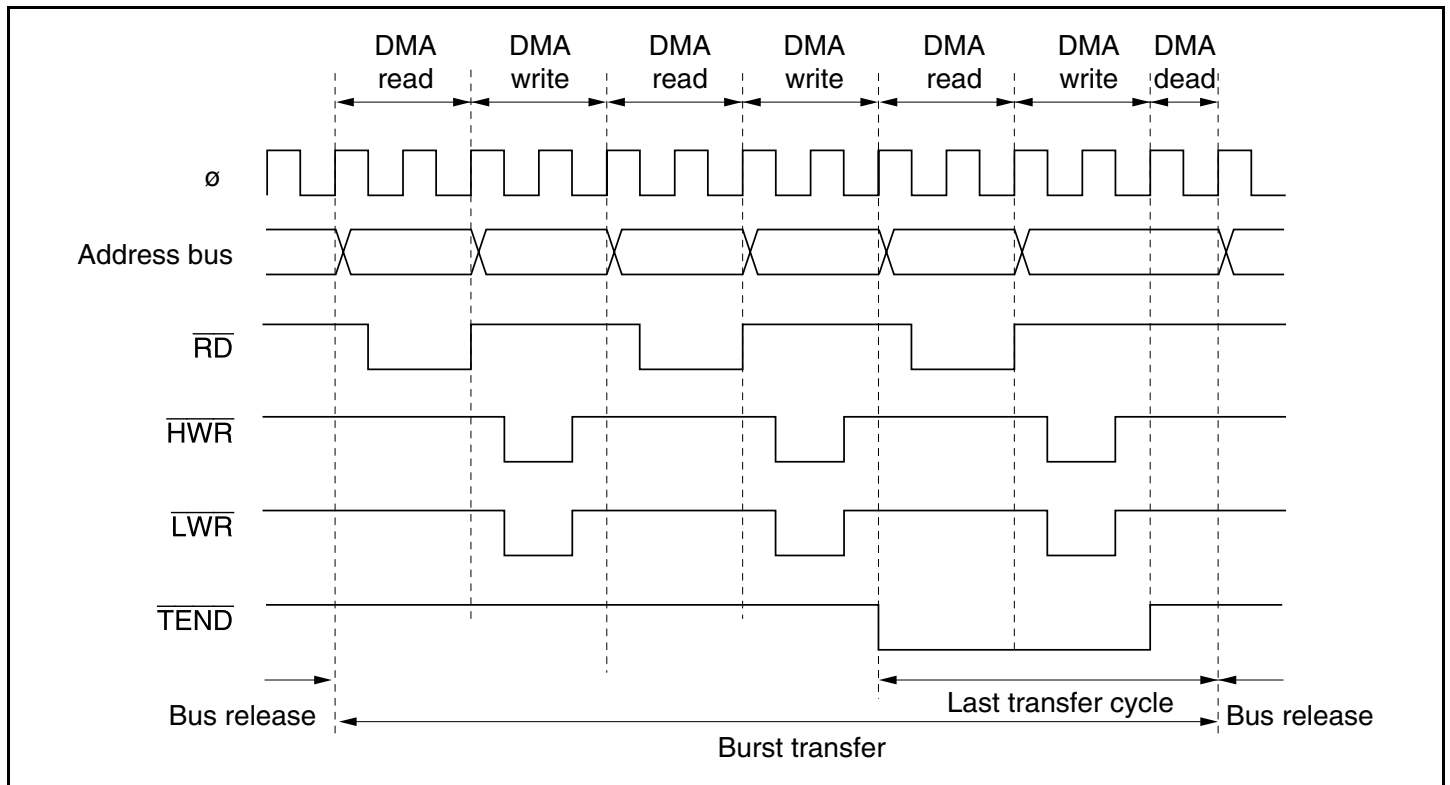 DMA read
DMA write
DMA read
DMA write
DMA read
DMA write
DMA dead
ø
Address bus
RD
HWR
LWR
TEND
Bus release
Last transfer cycle
Bus release
Burst transfer